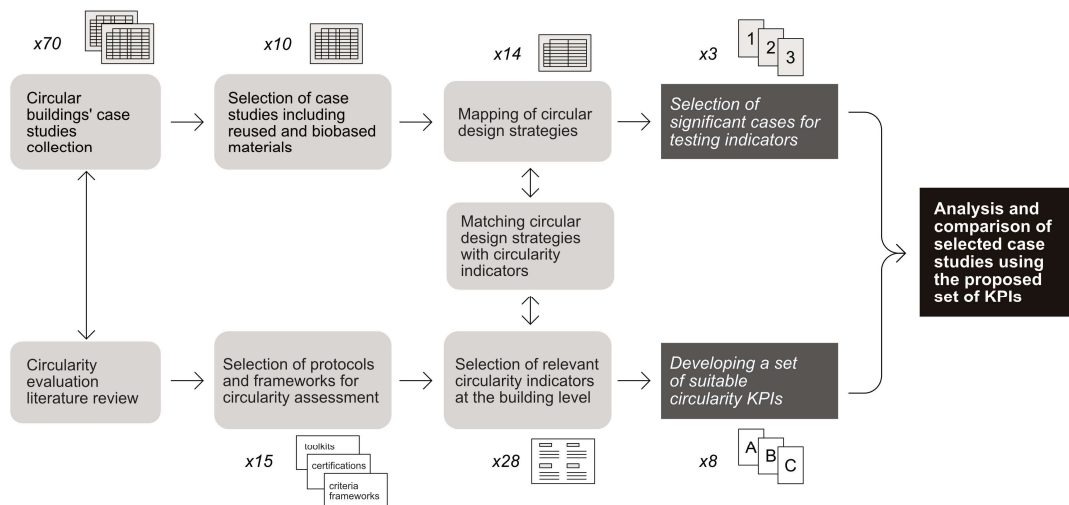 x70
x10
x14
x3
1
2
3
Circular
buildings' case
studies
collection
Selection of case
studies including
reused and biobased
materials
Mapping of circular
design strategies
Selection of
significant cases for
testing indicators
Matching circular
design strategies
with circularity
indicators
Analysis and
comparison of
selected case
studies using
the proposed
set of KPIs
Circularity
evaluation
literature review
Selection of protocols
and frameworks for
circularity assessment
Selection of relevant
circularity indicators
at the building level
Developing a set
of suitable
circularity KPIs
x15
toolkits
certifications
criteria
frameworks
x28
x8
A
B
C